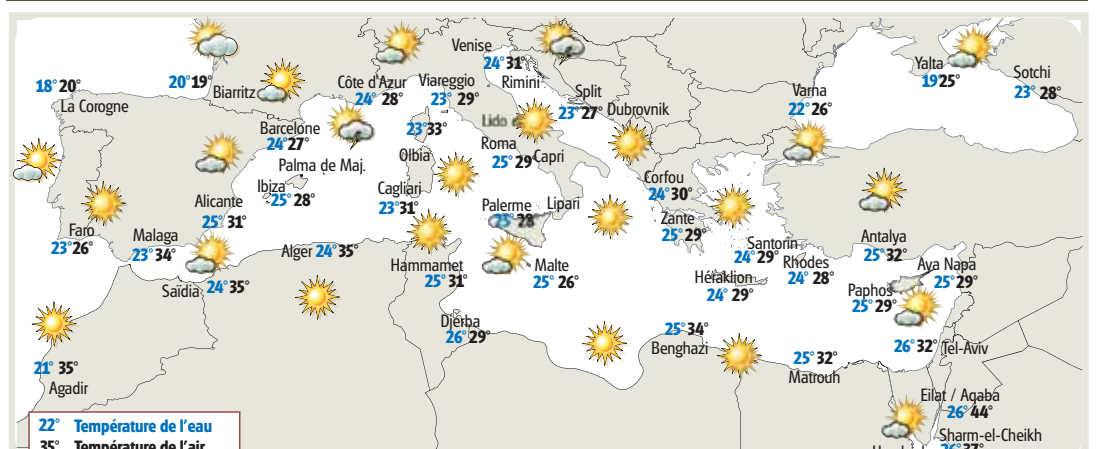 Venise
24° 31°
Rimini
Yalta
19 25°
Sotchi
23° 28°
18° 20°
La Corogne
20° 19°
Biarritz
Côte d'Azur
24° 28°
Viareggio
23° 29°
Split
23° 27°
Dubrovnik
Varna
22° 26°
Barcelone
24° 27°
23° 33°
Olbia
Lido
Roma
25° 29°
Capri
Palma de Maj.
Ibiza
25° 28°
Cagliari
23° 31°
Corfou
24° 30°
Alicante
25° 31°
Palerme
28
Lipari
Zante
25° 29°
Faro
23° 26°
Malaga
23° 34°
Alger 24° 35°
Santorin
24° 29°
Antalya
25° 32°
Hammamet
25° 31°
Malte
25° 26°
Rhodes
24° 28°
Aya Napa
25° 29°
Saïdia
24° 35°
Héraklion
24° 29°
Paphos
25° 29°
Djerba
26° 29°
25° 34°
Benghazi
26° 32°
Tel-Aviv
21° 35°
Agadir
25° 32°
Matrouh
Eilat / Aqaba
26° 44°
22° Température de l'eau
35° Température de l'air
Sharm-el-Cheikh
26° 37°